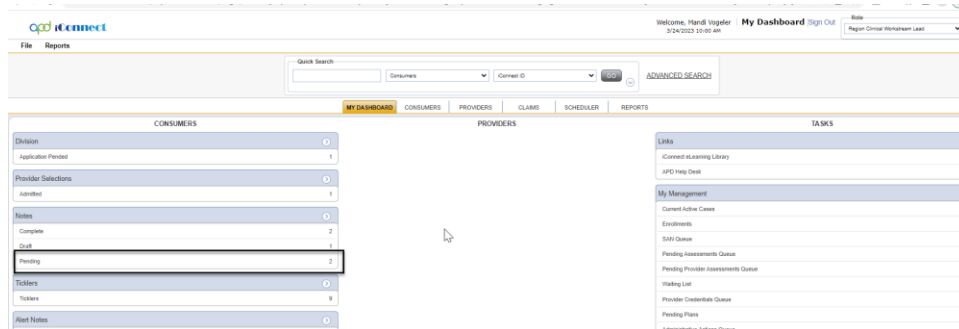 apd iConnect
Welcome, Mandi Vogeler My Dashboard Sign Out
3/24/2023 10:00 AM
Role
Region Clinical Workstream Lead
File Reports
Quick Search
Consumers iConnect ID GO ADVANCED SEARCH
MY DASHBOARD CONSUMERS PROVIDERS CLAIMS SCHEDULER REPORTS
CONSUMERS
Division
Application Pended 1
Provider Selections
Admitted 1
Notes
Complete 2
Draft 1
Pending 2
Ticklers
Ticklers 9
Alert Notes
PROVIDERS
TASKS
Links
iConnect eLearning Library
APD Help Desk
My Management
Current Active Cases
Enrollments
SAN Queue
Pending Assessments Queue
Pending Provider Assessments Queue
Waiting List
Provider Credentials Queue
Pending Plans